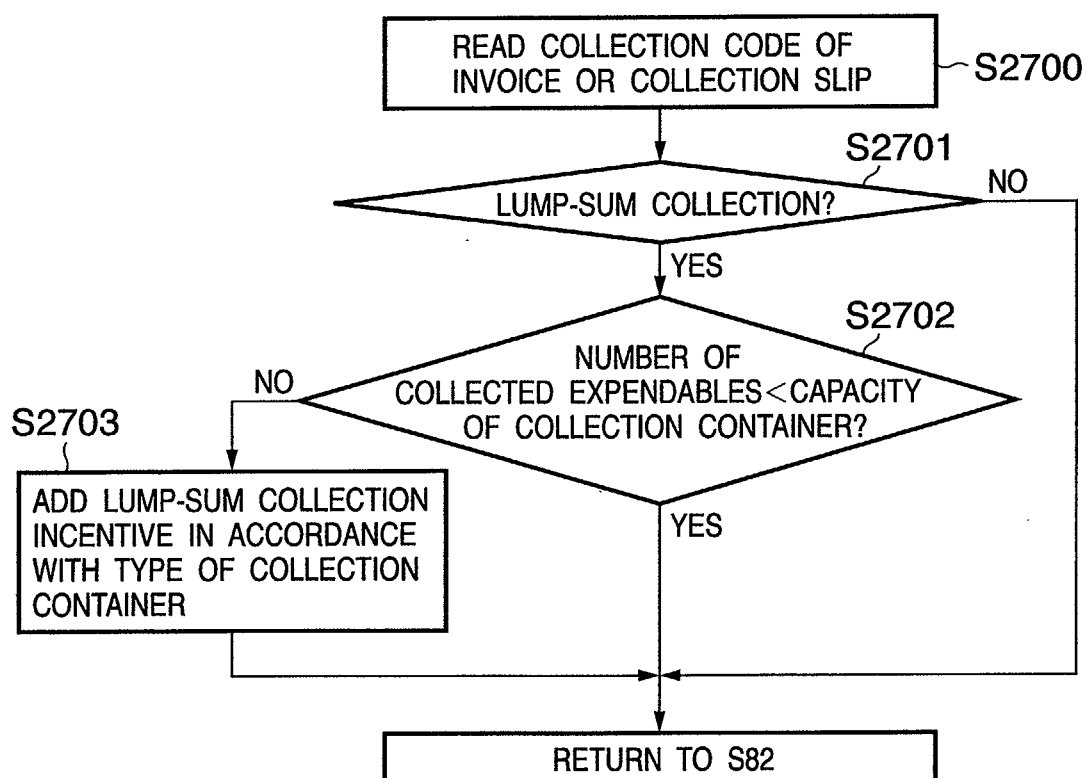 READ COLLECTION CODE OF
INVOICE OR COLLECTION SLIP
S2700
S2701
LUMP-SUM COLLECTION?
NO
YES
S2702
NUMBER OF
COLLECTED EXPENDABLES<CAPACITY
OF COLLECTION CONTAINER?
NO
S2703
ADD LUMP-SUM COLLECTION
INCENTIVE IN ACCORDANCE
WITH TYPE OF COLLECTION
CONTAINER
YES
RETURN TO S82